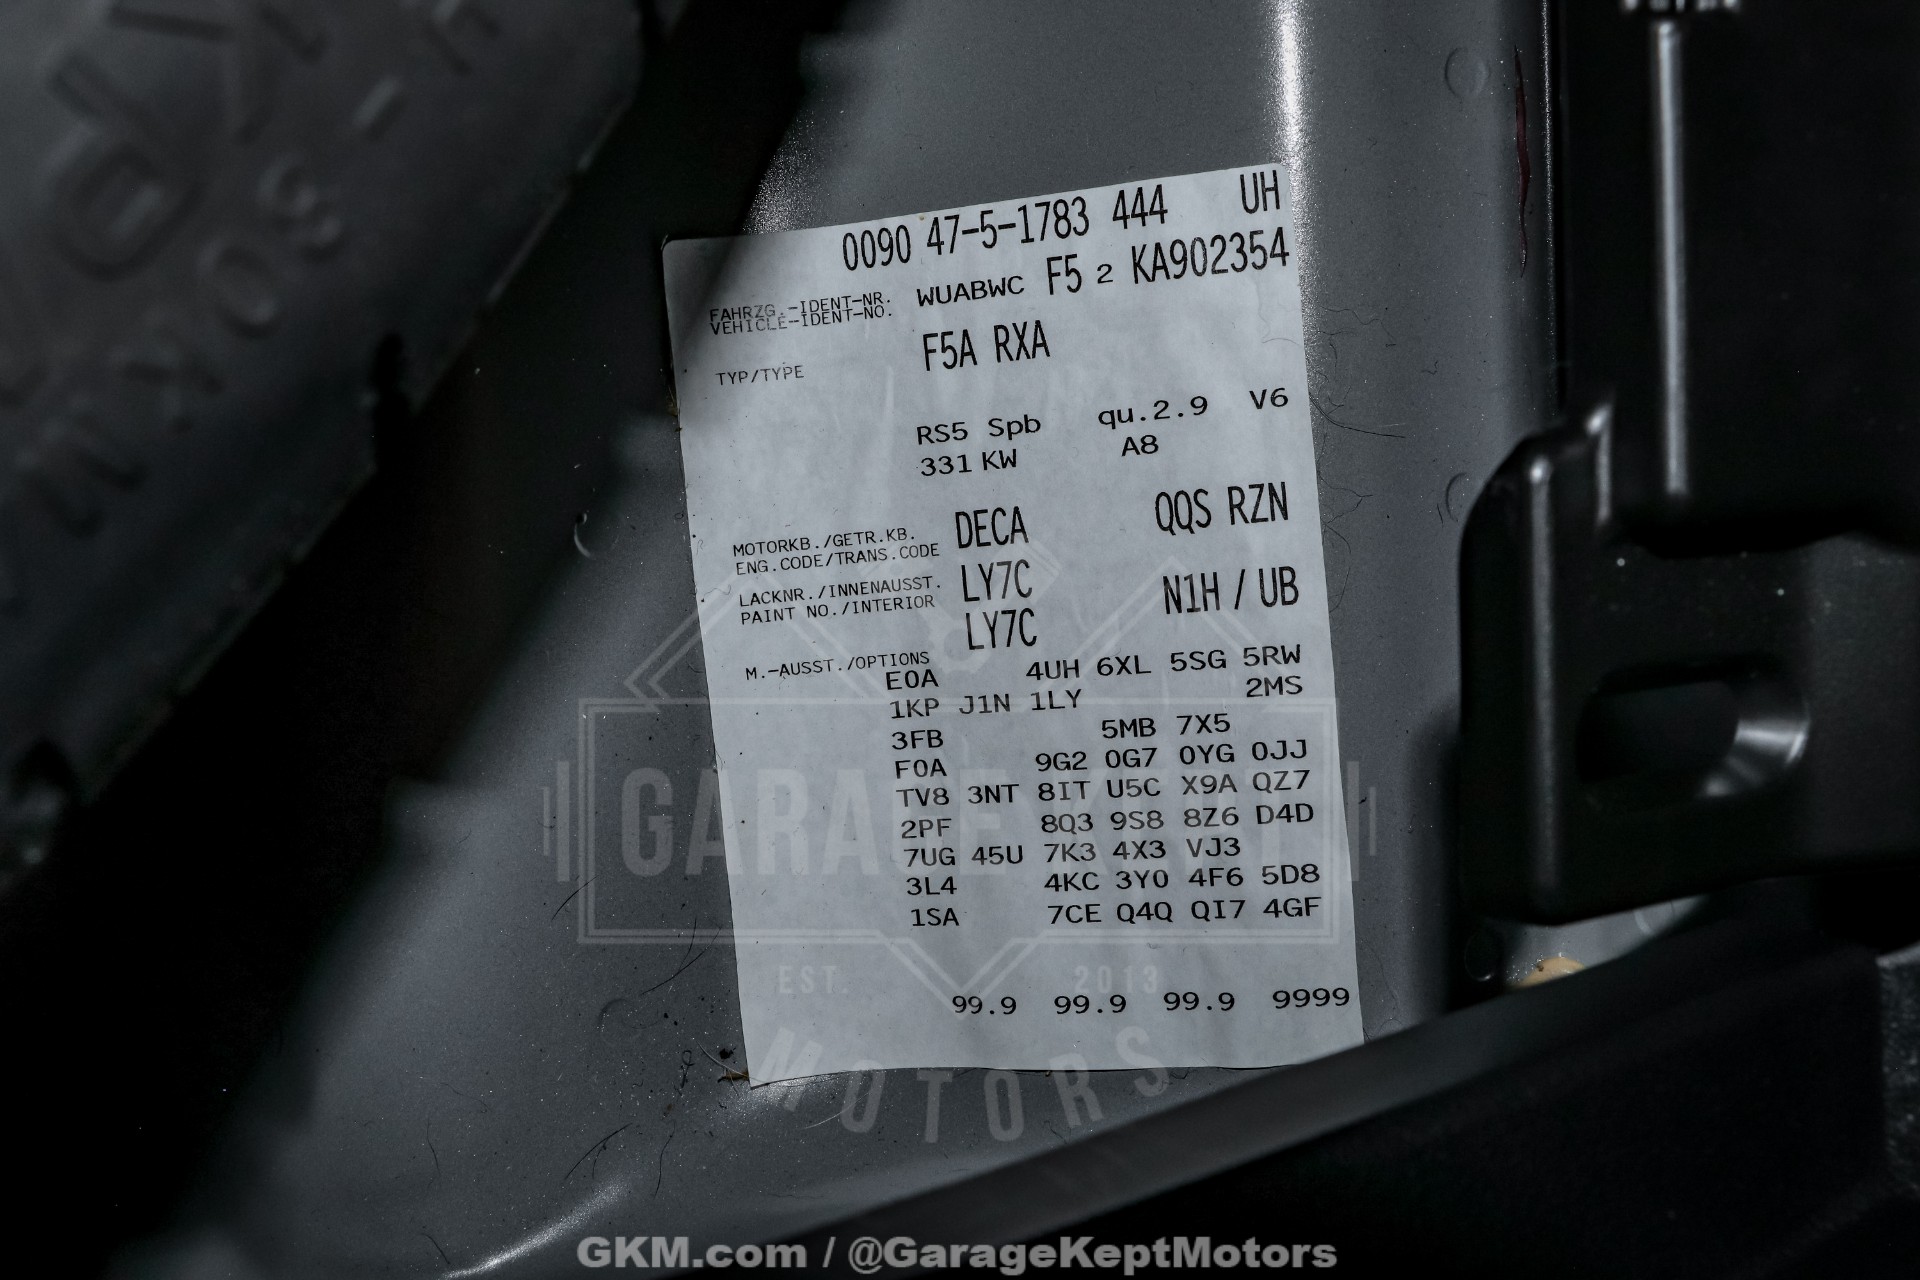 0090 47-5-1783 444 UH
FAHRZG.-IDENT-NR.
VEHICLE-IDENT-NO. WUABWC F5 2 KA902354
TYP/TYPE F5A RXA
RS5 Spb qu.2.9 V6
331 KW A8
MOTORKB./GETR.KB.
ENG.CODE/TRANS.CODE DECA QQS RZN
LACKNR./INNENAUSST.
PAINT NO./INTERIOR LY7C N1H / UB
LY7C
M.-AUSST./OPTIONS
E0A 4UH 6XL 5SG 5RW
1KP J1N 1LY 2MS
3FB 5MB 7X5
F0A 9G2 0G7 0YG 0JJ
TV8 3NT 8IT U5C X9A QZ7
2PF 8Q3 9S8 8Z6 D4D
7UG 45U 7K3 4X3 VJ3
3L4 4KC 3Y0 4F6 5D8
1SA 7CE Q4Q QI7 4GF
99.9 99.9 99.9 9999
GARAGE KEPT
EST. 2013
MOTORS
GKM.com / @GarageKeptMotors